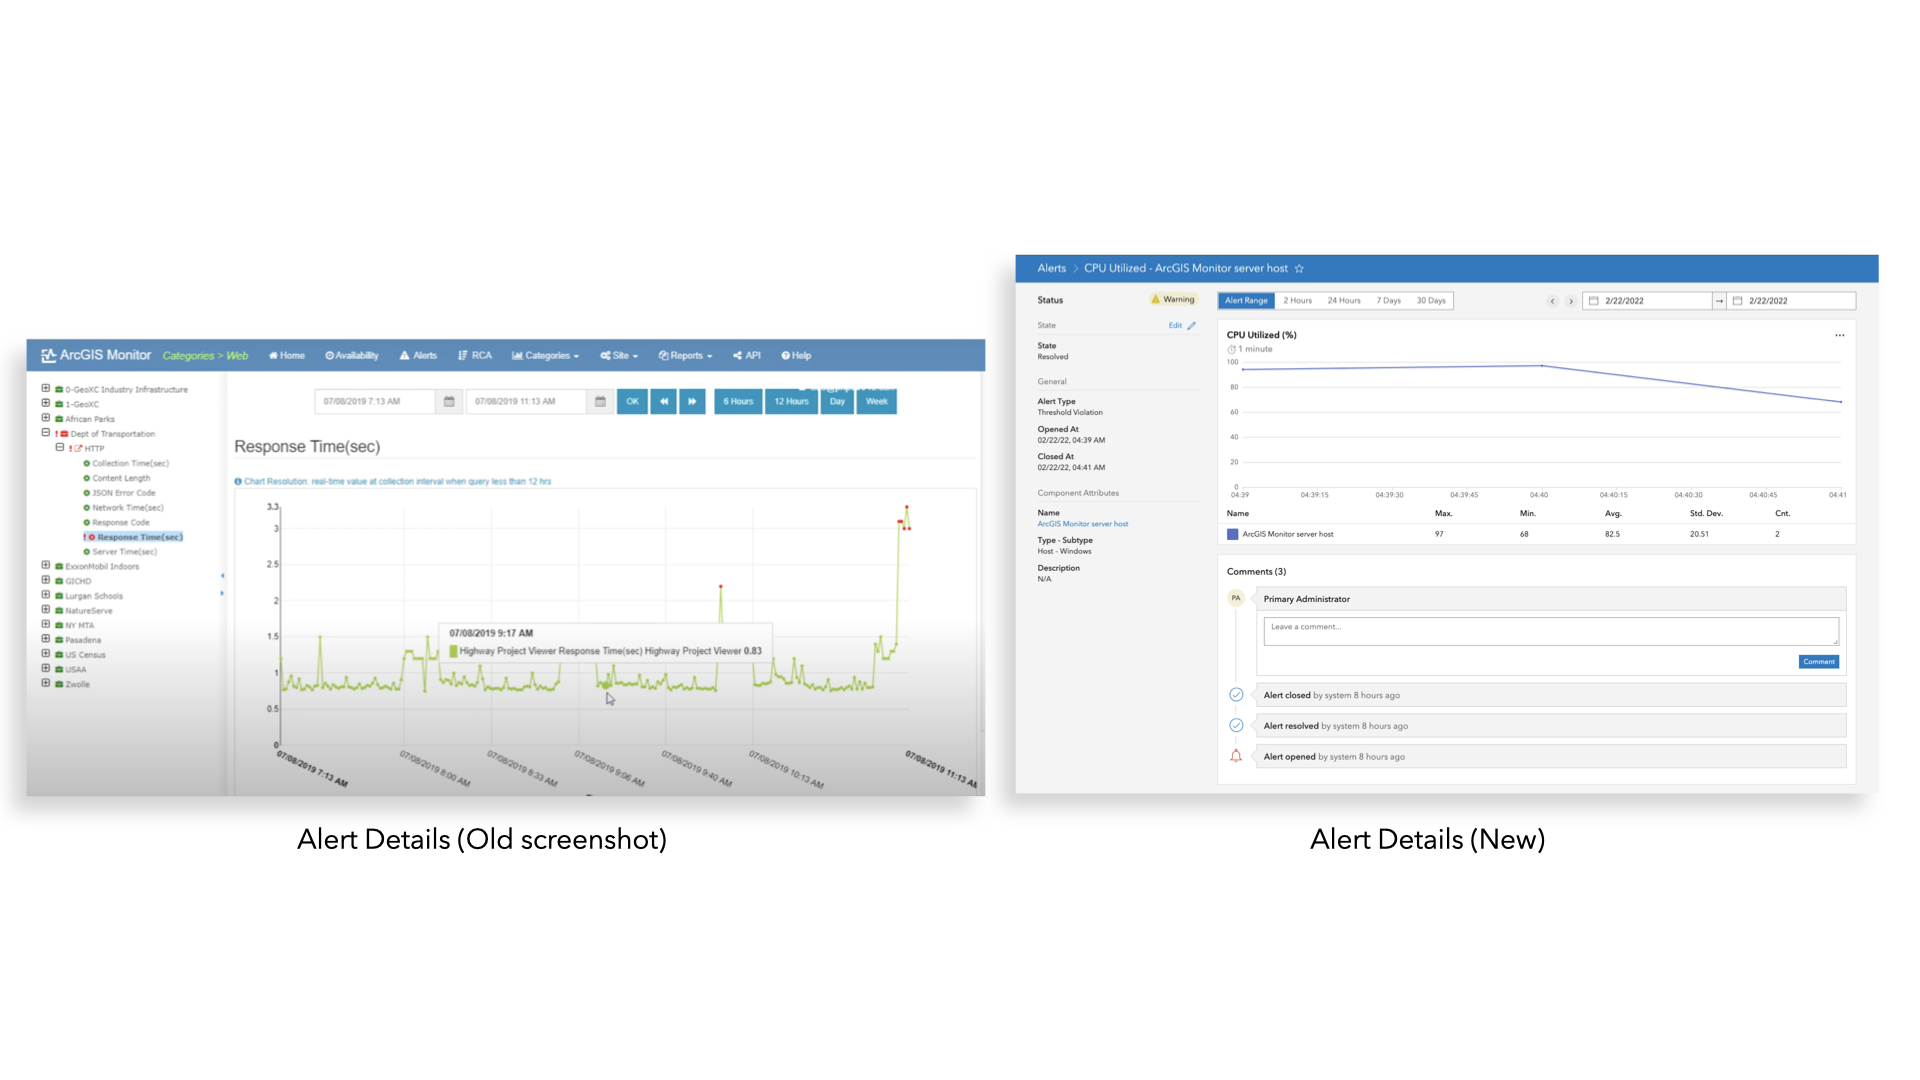 ArcGIS Monitor Categories > Web Home Availability Alerts RCA Categories Site Reports API Help
0-GeoXC Industry Infrastructure
1-GeoXC
African Parks
Dept of Transportation
HTTP
Collection Time(sec)
Content Length
JSON Error Code
Network Time(sec)
Response Code
Response Time(sec)
Server Time(sec)
ExxonMobil Indoors
GICHD
Lurgan Schools
NatureServe
NY MTA
Pasadena
US Census
USAA
Zwolle
07/08/2019 7:13 AM 07/08/2019 11:13 AM OK 6 Hours 12 Hours Day Week
Response Time(sec)
Chart Resolution: real-time value at collection interval when query less than 12 hrs
3.3
3
2.5
2
1.5
1
0.5
0
07/08/2019 9:17 AM
Highway Project Viewer Response Time(sec) Highway Project Viewer 0.83
07/08/2019 7:13 AM 07/08/2019 8:00 AM 07/08/2019 8:33 AM 07/08/2019 9:06 AM 07/08/2019 9:40 AM 07/08/2019 10:13 AM 07/08/2019 11:13 AM
Alert Details (Old screenshot)
Alerts > CPU Utilized - ArcGIS Monitor server host
Status Warning
State Edit
State
Resolved
General
Alert Type
Threshold Violation
Opened At
02/22/22, 04:39 AM
Closed At
02/22/22, 04:41 AM
Component Attributes
Name
ArcGIS Monitor server host
Type - Subtype
Host - Windows
Description
N/A
Alert Range 2 Hours 24 Hours 7 Days 30 Days 2/22/2022 → 2/22/2022
CPU Utilized (%) ...
1 minute
100
80
60
40
20
0
04:39 04:39:15 04:39:30 04:39:45 04:40 04:40:15 04:40:30 04:40:45 04:41
Name Max. Min. Avg. Std. Dev. Cnt.
ArcGIS Monitor server host 97 68 82.5 20.51 2
Comments (3)
PA Primary Administrator
Leave a comment...
Comment
Alert closed by system 8 hours ago
Alert resolved by system 8 hours ago
Alert opened by system 8 hours ago
Alert Details (New)